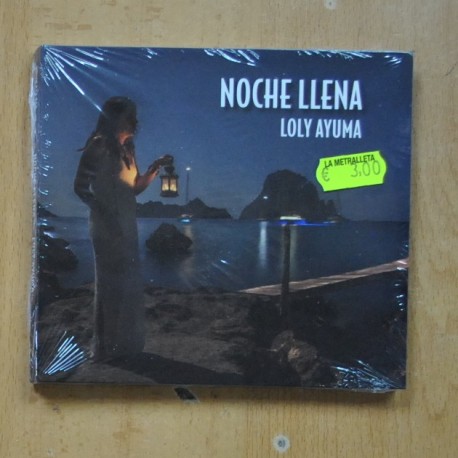 NOCHE LLENA
LOLY AYUMA
LA METRALLETA
€ 3,00